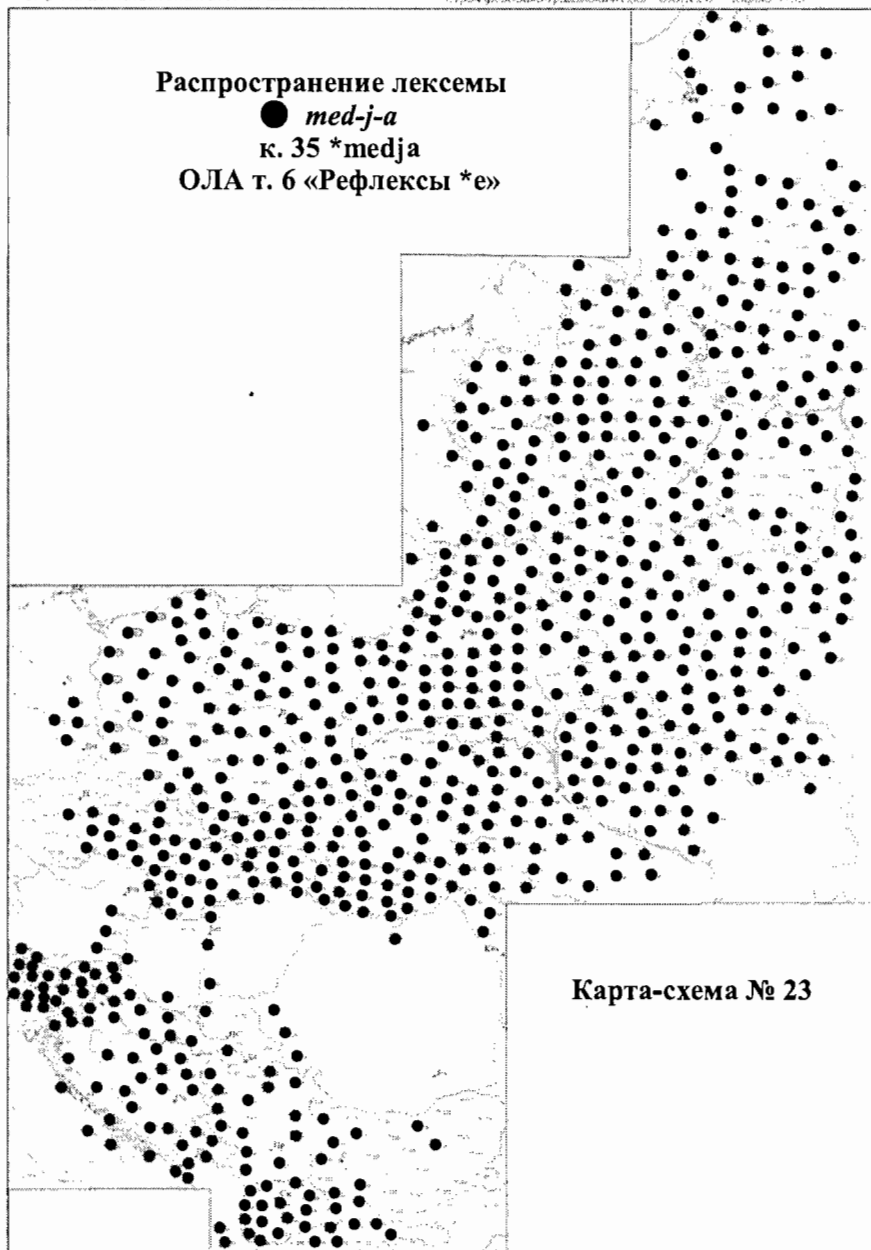 Распространение лексемы
● med-j-a
к. 35 *medja
ОЛА т. 6 «Рефлексы *e»
Карта-схема № 23